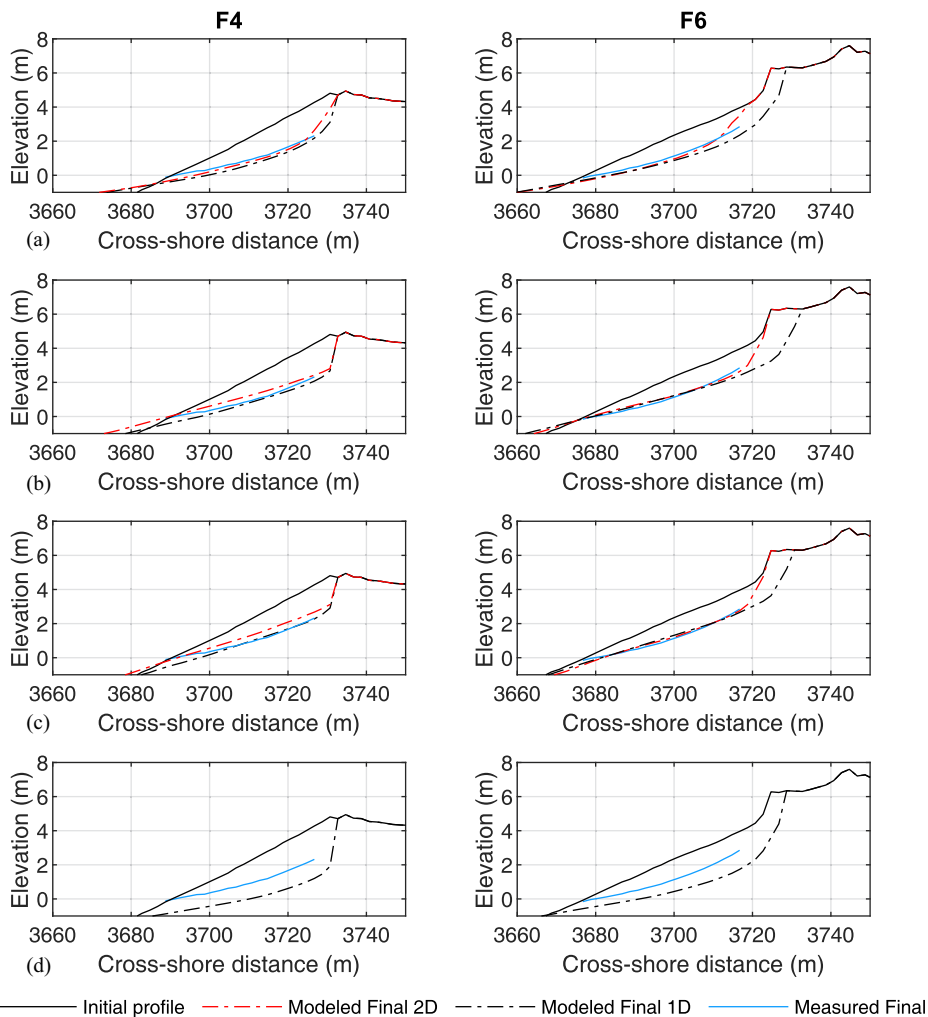 F4 F6
8 8
6 6
4 4
2 2
0 0
Elevation (m) Elevation (m)
3660 3680 3700 3720 3740 3660 3680 3700 3720 3740
(a) Cross-shore distance (m) Cross-shore distance (m)
8 8
6 6
4 4
2 2
0 0
Elevation (m) Elevation (m)
3660 3680 3700 3720 3740 3660 3680 3700 3720 3740
(b) Cross-shore distance (m) Cross-shore distance (m)
8 8
6 6
4 4
2 2
0 0
Elevation (m) Elevation (m)
3660 3680 3700 3720 3740 3660 3680 3700 3720 3740
(c) Cross-shore distance (m) Cross-shore distance (m)
8 8
6 6
4 4
2 2
0 0
Elevation (m) Elevation (m)
3660 3680 3700 3720 3740 3660 3680 3700 3720 3740
(d) Cross-shore distance (m) Cross-shore distance (m)
Initial profile Modeled Final 2D Modeled Final 1D Measured Final